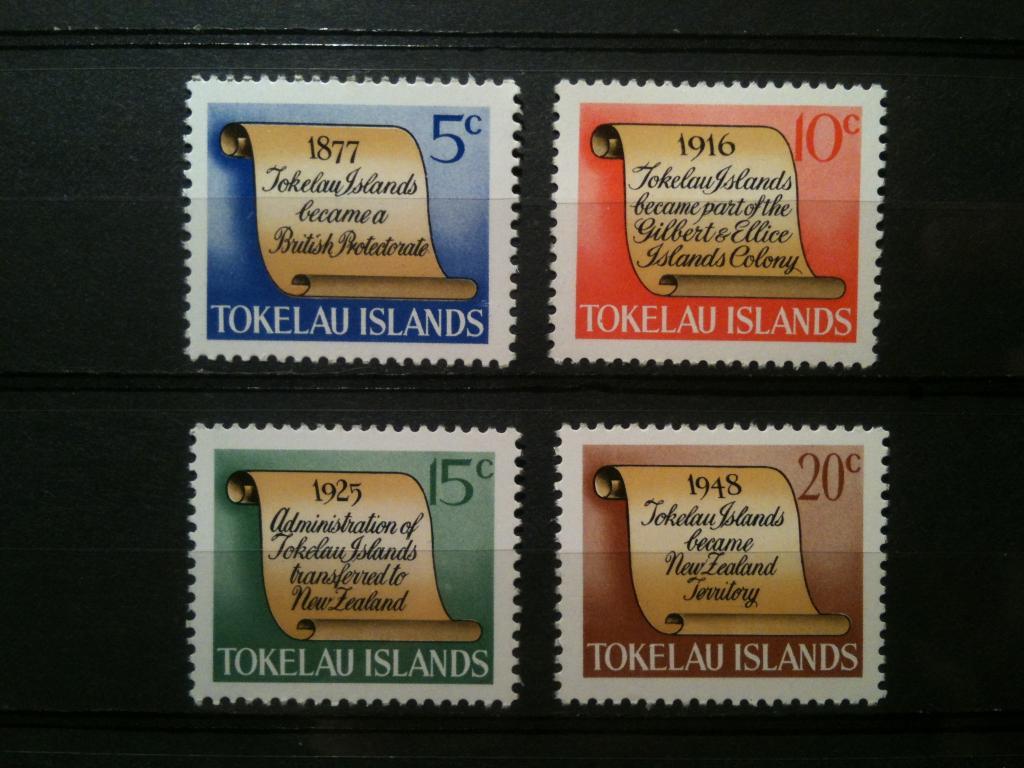 5c
1877
Tokelau Islands
became a
British Protectorate
TOKELAU ISLANDS
10c
1916
Tokelau Islands
became part of the
Gilbert & Ellice
Islands Colony
TOKELAU ISLANDS
15c
1925
Administration of
Tokelau Islands
transferred to
New Zealand
TOKELAU ISLANDS
20c
1948
Tokelau Islands
became
New Zealand
Territory
TOKELAU ISLANDS